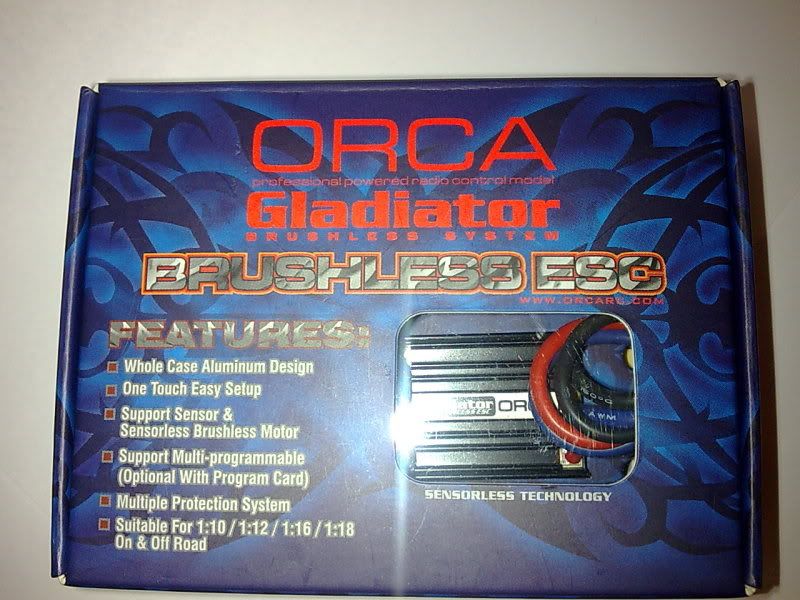 ORCA
professional powered radio control model
Gladiator
BRUSHLESS SYSTEM
BRUSHLESS ESC
WWW.ORCARC.COM
FEATURES:
Whole Case Aluminum Design
One Touch Easy Setup
Support Sensor &
Sensorless Brushless Motor
Support Multi-programmable
(Optional With Program Card)
Multiple Protection System
Suitable For 1:10 / 1:12 / 1:16 / 1:18
On & Off Road
OR
AWM
SENSORLESS TECHNOLOGY